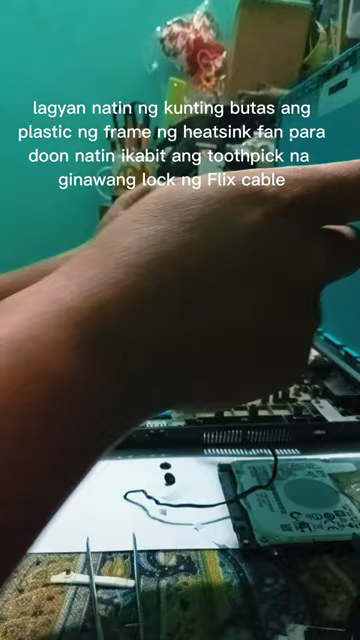 lagyan natin ng kunting butas ang
plastic ng frame ng heatsink fan para
doon natin ikabit ang toothpick na
ginawang lock ng Flix cable